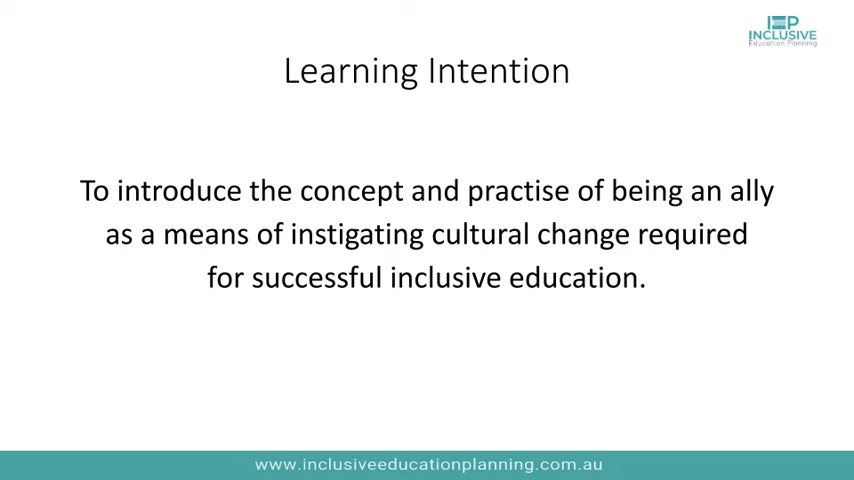 IEP
INCLUSIVE
Education Planning
Learning Intention
To introduce the concept and practise of being an ally
as a means of instigating cultural change required
for successful inclusive education.
www.inclusiveeducationplanning.com.au